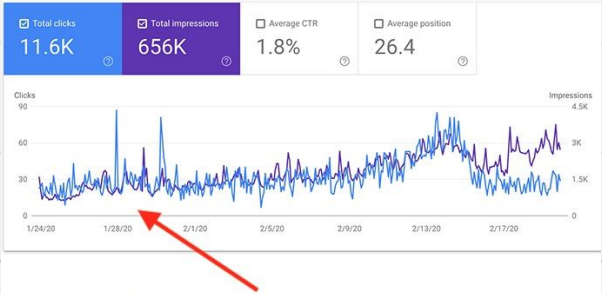 Total clicks
11.6K
Total impressions
656K
Average CTR
1.8%
Average position
26.4
Clicks
Impressions
90
4.5K
60
3K
30
1.5K
0
0
1/24/20 1/28/20 2/1/20 2/5/20 2/9/20 2/13/20 2/17/20